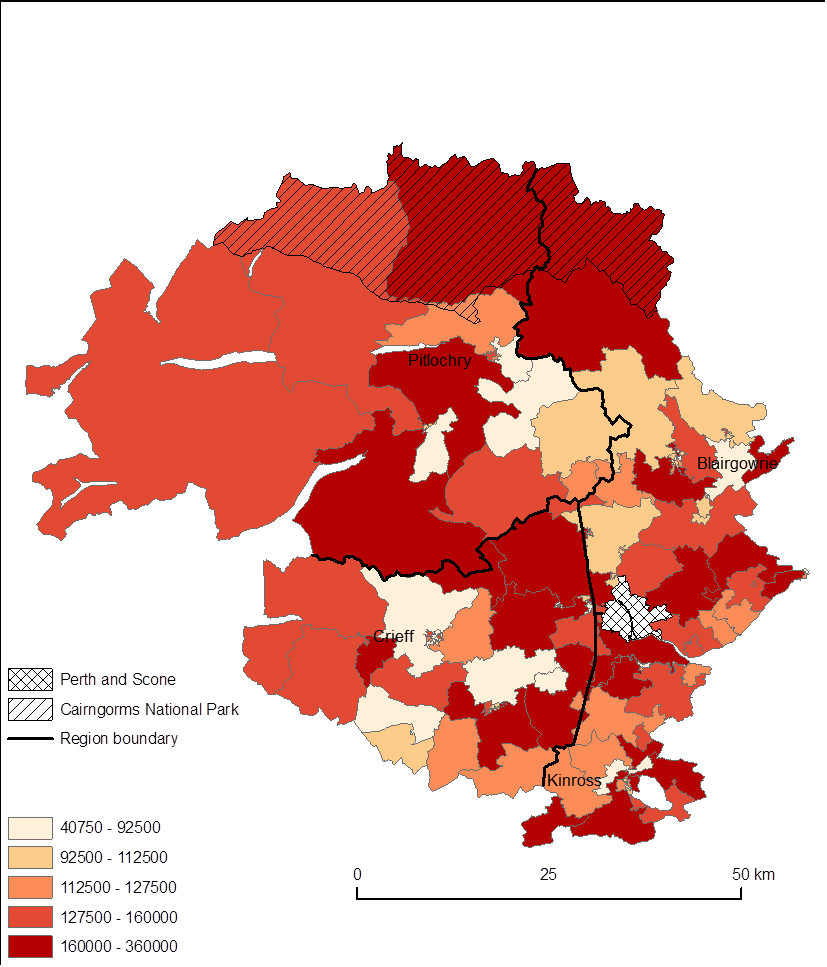 Pitlochry
Blairgowrie
Crieff
Kinross
Perth and Scone
Cairngorms National Park
Region boundary
40750 - 92500
92500 - 112500
112500 - 127500
127500 - 160000
160000 - 360000
0 25 50 km